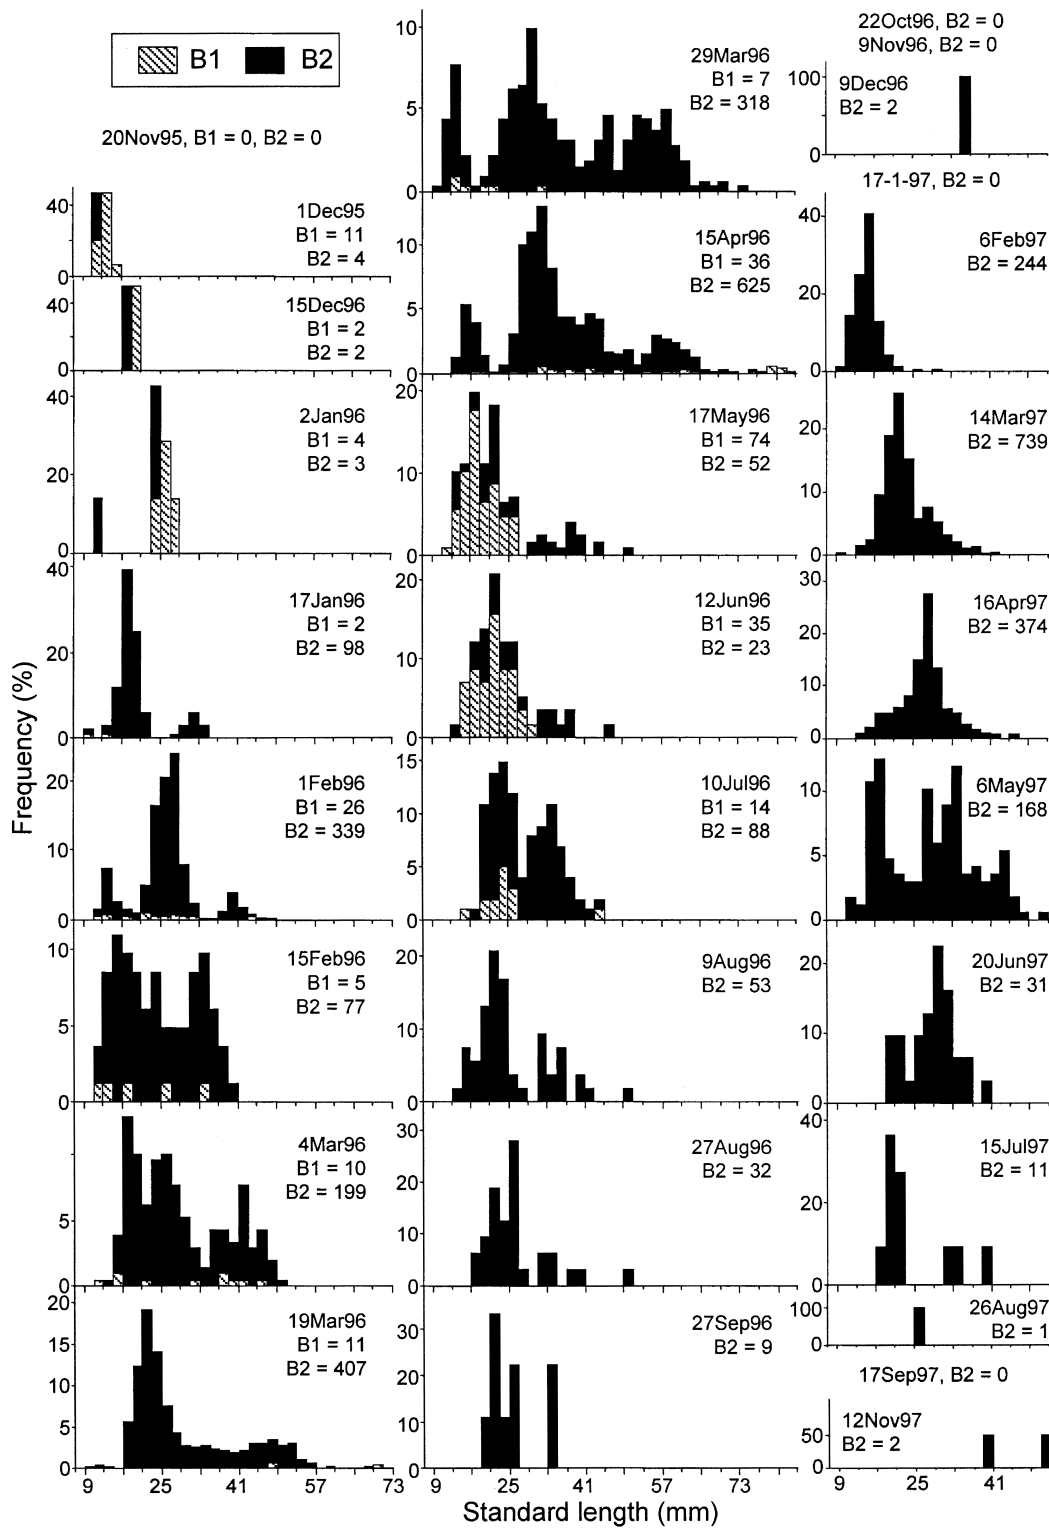 B1 B2
20Nov95, B1 = 0, B2 = 0
Frequency (%)
40
20
0
1Dec95
B1 = 11
B2 = 4
40
20
0
15Dec96
B1 = 2
B2 = 2
40
20
0
2Jan96
B1 = 4
B2 = 3
40
20
0
17Jan96
B1 = 2
B2 = 98
20
10
0
1Feb96
B1 = 26
B2 = 339
10
5
0
15Feb96
B1 = 5
B2 = 77
5
0
4Mar96
B1 = 10
B2 = 199
20
15
10
5
0
19Mar96
B1 = 11
B2 = 407
9 25 41 57 73
10
5
0
29Mar96
B1 = 7
B2 = 318
10
5
0
15Apr96
B1 = 36
B2 = 625
20
10
0
17May96
B1 = 74
B2 = 52
20
10
0
12Jun96
B1 = 35
B2 = 23
15
10
5
0
10Jul96
B1 = 14
B2 = 88
20
10
0
9Aug96
B2 = 53
30
20
10
0
27Aug96
B2 = 32
30
20
10
0
27Sep96
B2 = 9
9 25 41 57 73
Standard length (mm)
22Oct96, B2 = 0
9Nov96, B2 = 0
100
0
9Dec96
B2 = 2
17-1-97, B2 = 0
40
20
0
6Feb97
B2 = 244
20
10
0
14Mar97
B2 = 739
30
20
10
0
16Apr97
B2 = 374
10
5
0
6May97
B2 = 168
20
10
0
20Jun97
B2 = 31
40
20
0
15Jul97
B2 = 11
100
0
26Aug97
B2 = 1
17Sep97, B2 = 0
50
0
12Nov97
B2 = 2
9 25 41